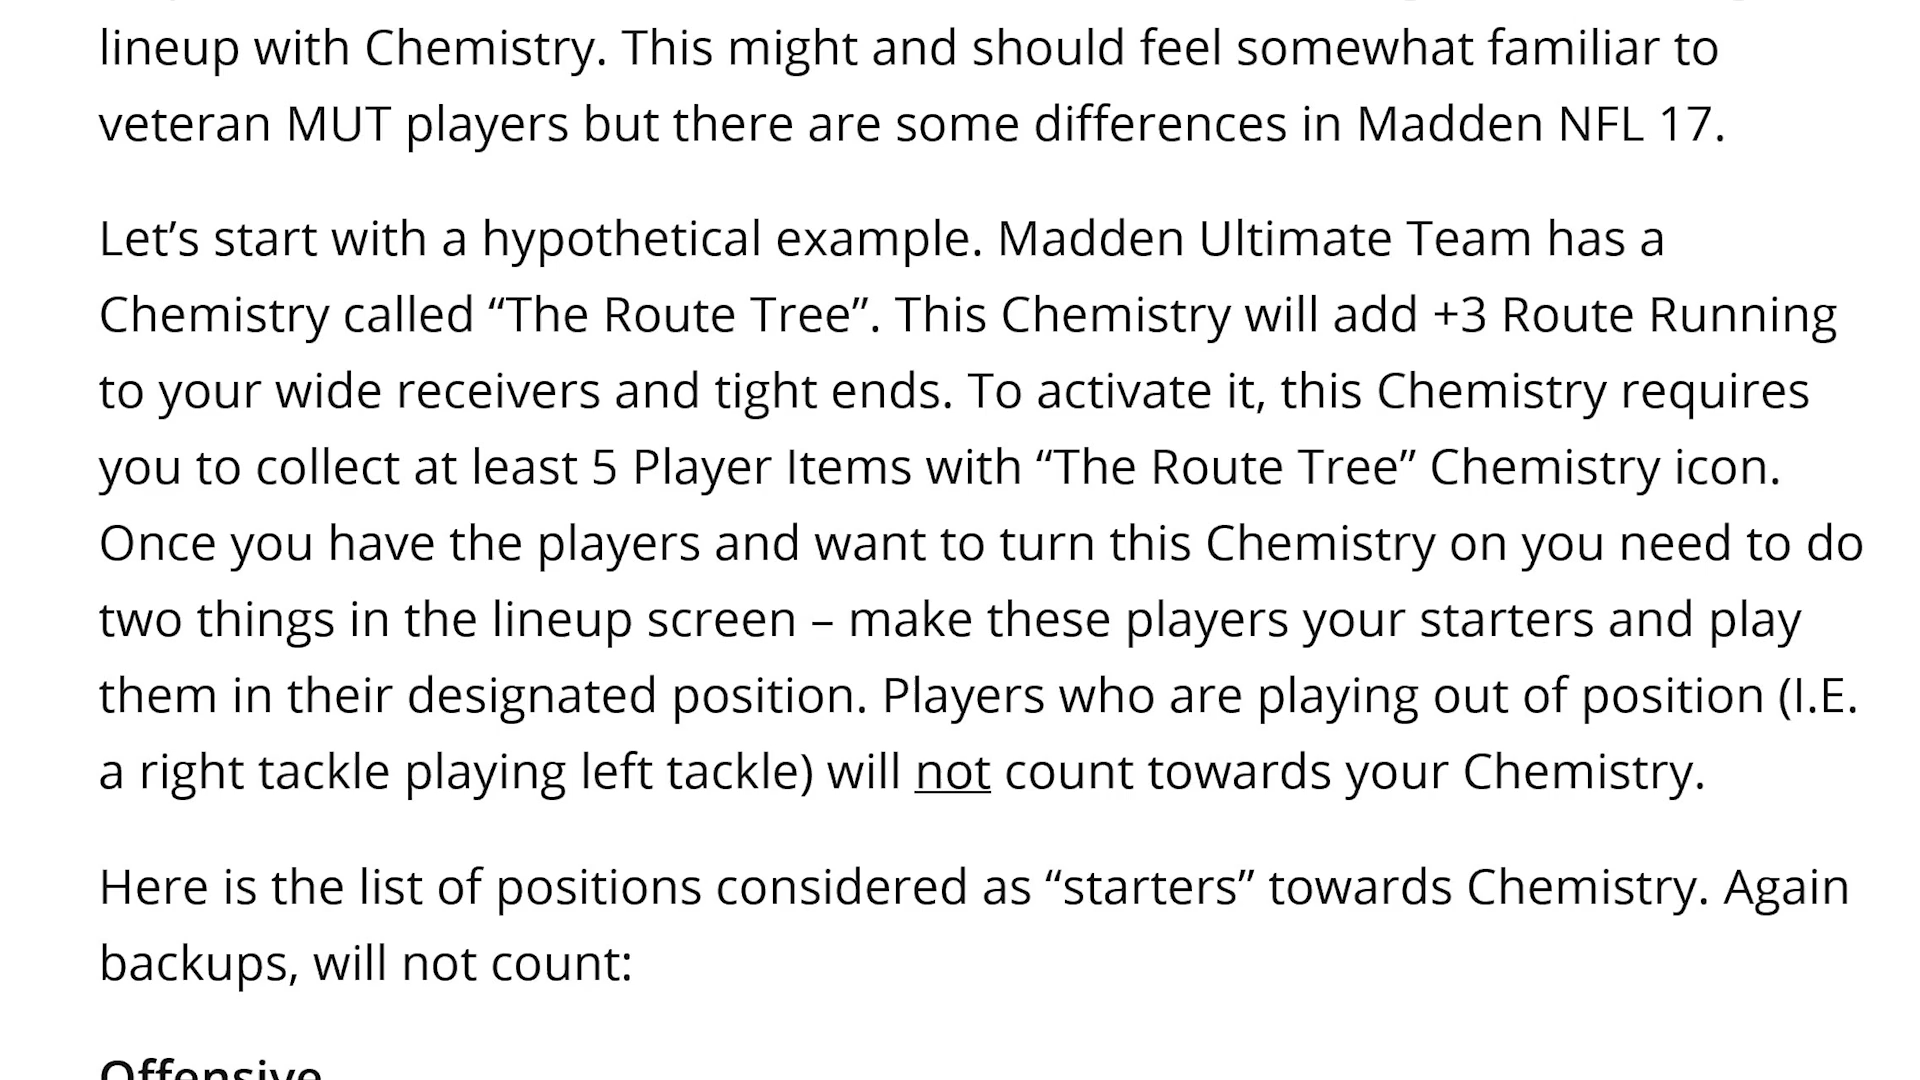 lineup with Chemistry. This might and should feel somewhat familiar to
veteran MUT players but there are some differences in Madden NFL 17.
Let’s start with a hypothetical example. Madden Ultimate Team has a
Chemistry called “The Route Tree”. This Chemistry will add +3 Route Running
to your wide receivers and tight ends. To activate it, this Chemistry requires
you to collect at least 5 Player Items with “The Route Tree” Chemistry icon.
Once you have the players and want to turn this Chemistry on you need to do
two things in the lineup screen – make these players your starters and play
them in their designated position. Players who are playing out of position (I.E.
a right tackle playing left tackle) will not count towards your Chemistry.
Here is the list of positions considered as “starters” towards Chemistry. Again
backups, will not count:
Offensive